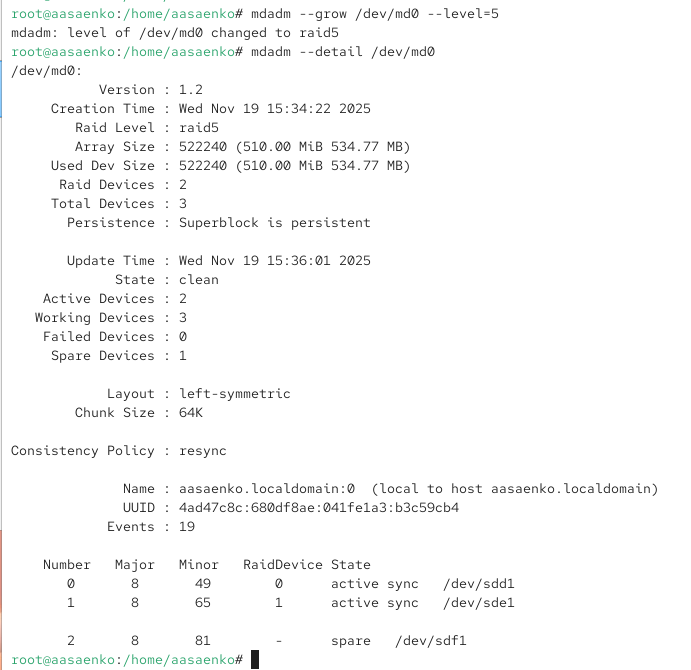 root@aasaenko:/home/aasaenko# mdadm --grow /dev/md0 --level=5
mdadm: level of /dev/md0 changed to raid5
root@aasaenko:/home/aasaenko# mdadm --detail /dev/md0
/dev/md0:
           Version : 1.2
     Creation Time : Wed Nov 19 15:34:22 2025
        Raid Level : raid5
        Array Size : 522240 (510.00 MiB 534.77 MB)
     Used Dev Size : 522240 (510.00 MiB 534.77 MB)
      Raid Devices : 2
     Total Devices : 3
       Persistence : Superblock is persistent

       Update Time : Wed Nov 19 15:36:01 2025
             State : clean
    Active Devices : 2
   Working Devices : 3
    Failed Devices : 0
     Spare Devices : 1

            Layout : left-symmetric
        Chunk Size : 64K

Consistency Policy : resync

              Name : aasaenko.localdomain:0  (local to host aasaenko.localdomain)
              UUID : 4ad47c8c:680df8ae:041fe1a3:b3c59cb4
            Events : 19

    Number   Major   Minor   RaidDevice State
       0       8       49        0      active sync   /dev/sdd1
       1       8       65        1      active sync   /dev/sde1

       2       8       81        -      spare   /dev/sdf1
root@aasaenko:/home/aasaenko#